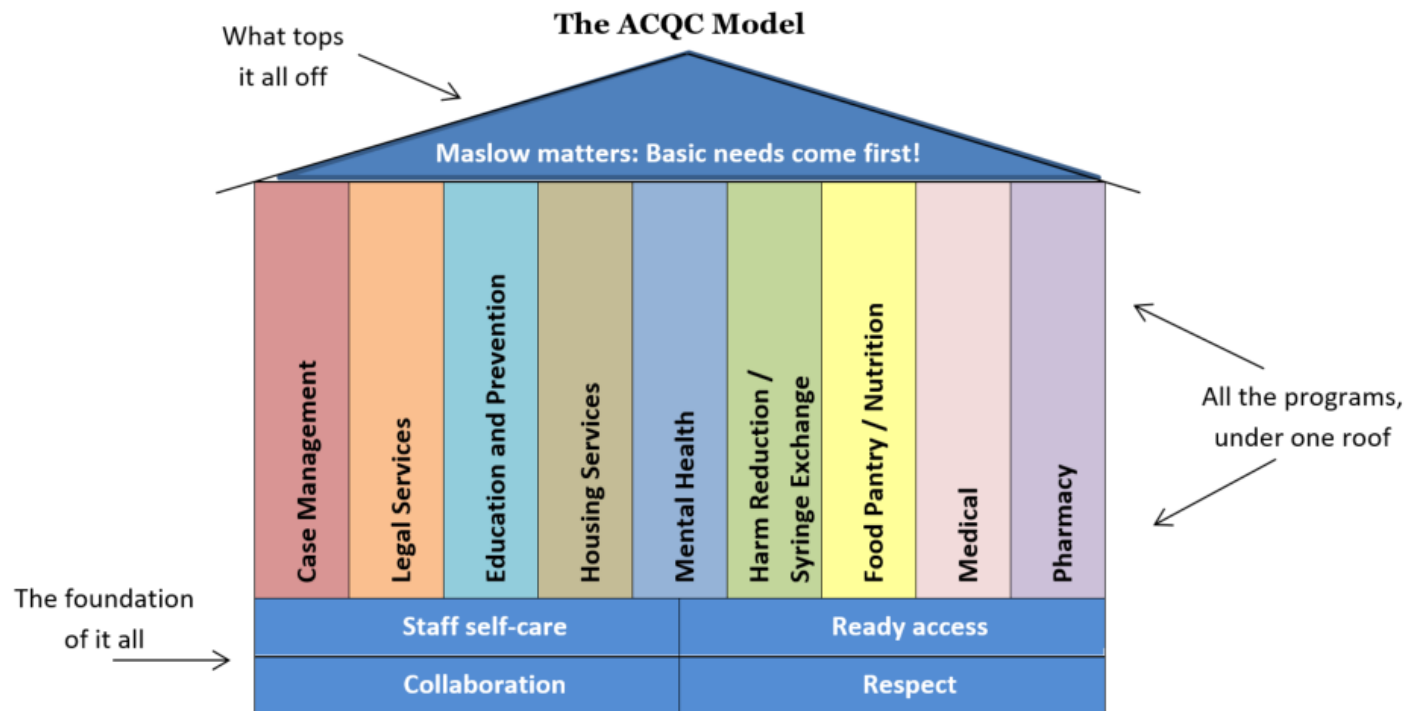 The ACQC Model
What tops
it all off
Maslow matters: Basic needs come first!
Case Management
Legal Services
Education and Prevention
Housing Services
Mental Health
Harm Reduction /
Syringe Exchange
Food Pantry / Nutrition
Medical
Pharmacy
All the programs,
under one roof
The foundation
of it all
Staff self-care
Ready access
Collaboration
Respect